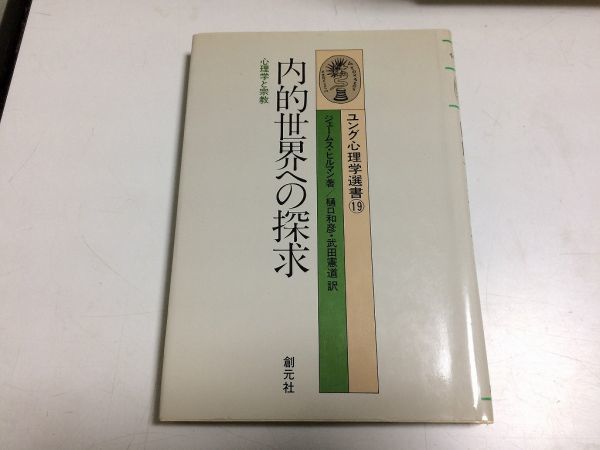 ユング心理学選書⑲
ジェームス・ヒルマン著/樋口和彦・武田憲道 訳
内的世界への探求
心理学と宗教
創元社